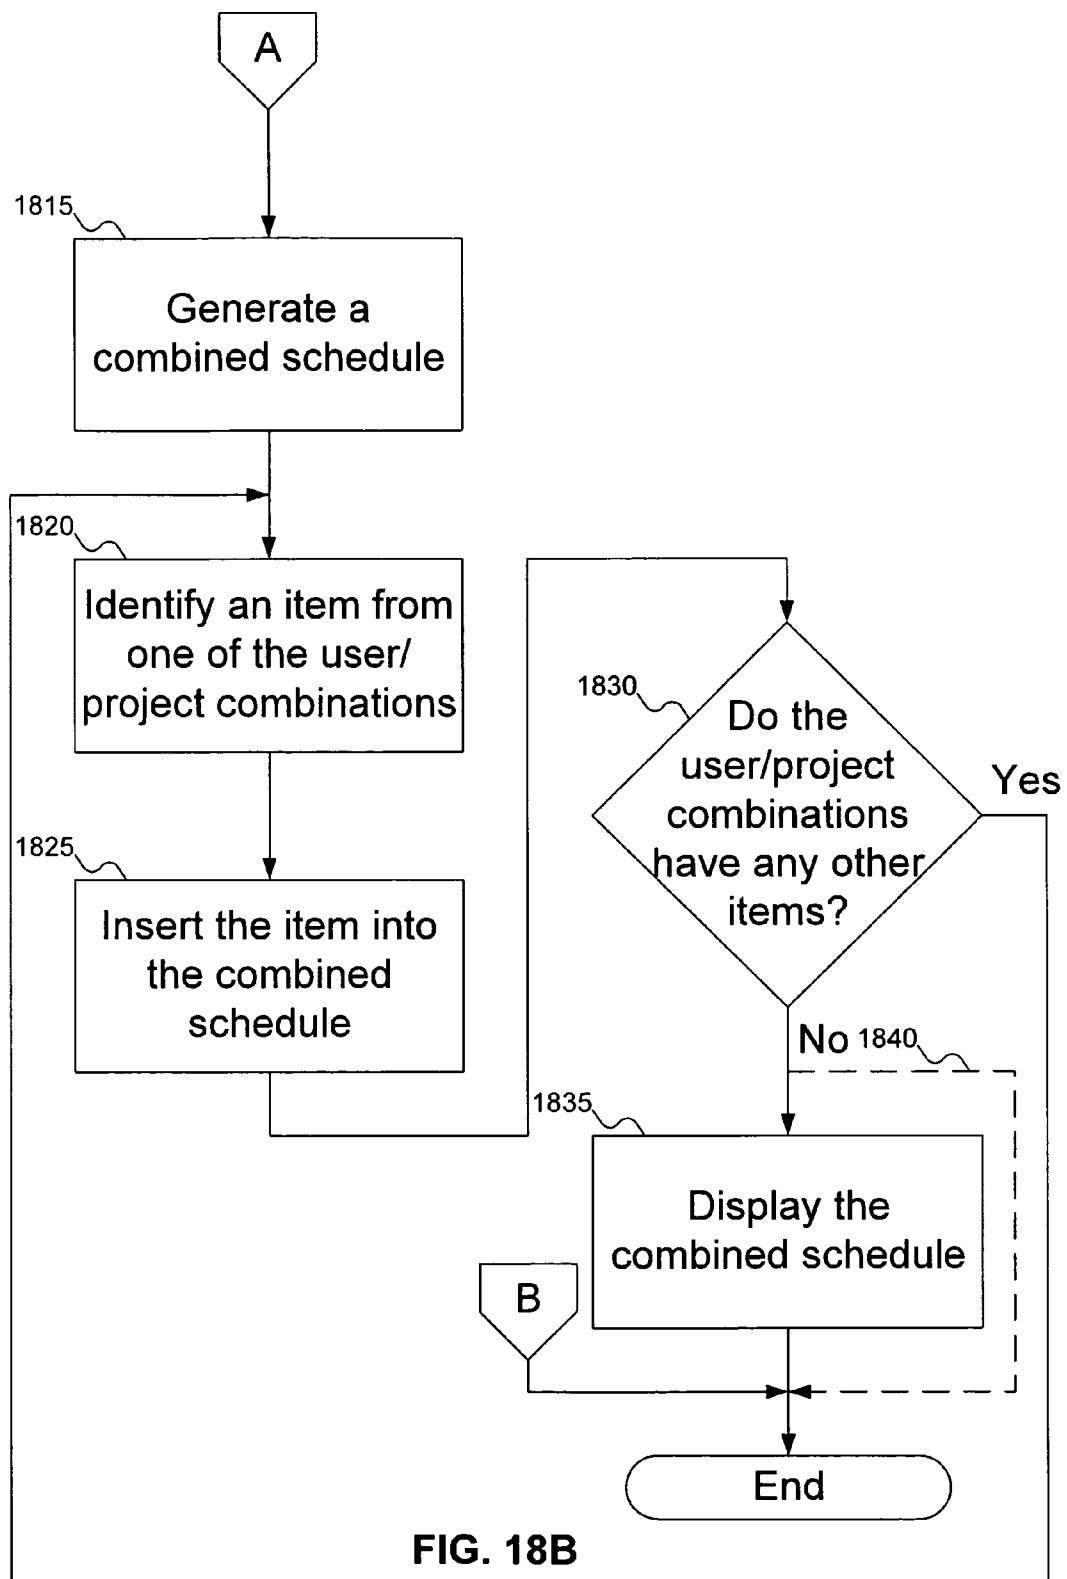 A
1815
Generate a
combined schedule
1820
Identify an item from
one of the user/
project combinations
1825
Insert the item into
the combined
schedule
1830
Do the
user/project
combinations
have any other
items?
Yes
No
1840
1835
Display the
combined schedule
B
End
FIG. 18B